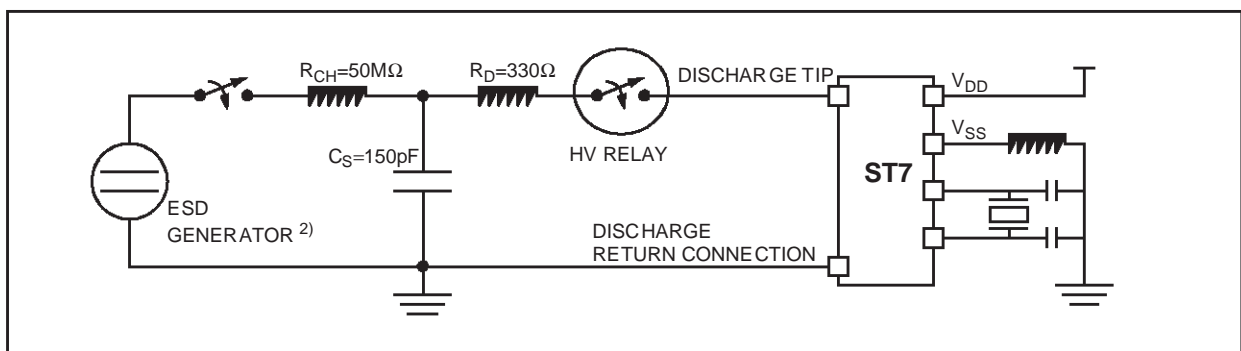 R_CH=50MΩ
R_D=330Ω
DISCHARGE TIP
V_DD
V_SS
HV RELAY
C_S=150pF
ST7
ESD
GENERATOR 2)
DISCHARGE
RETURN CONNECTION